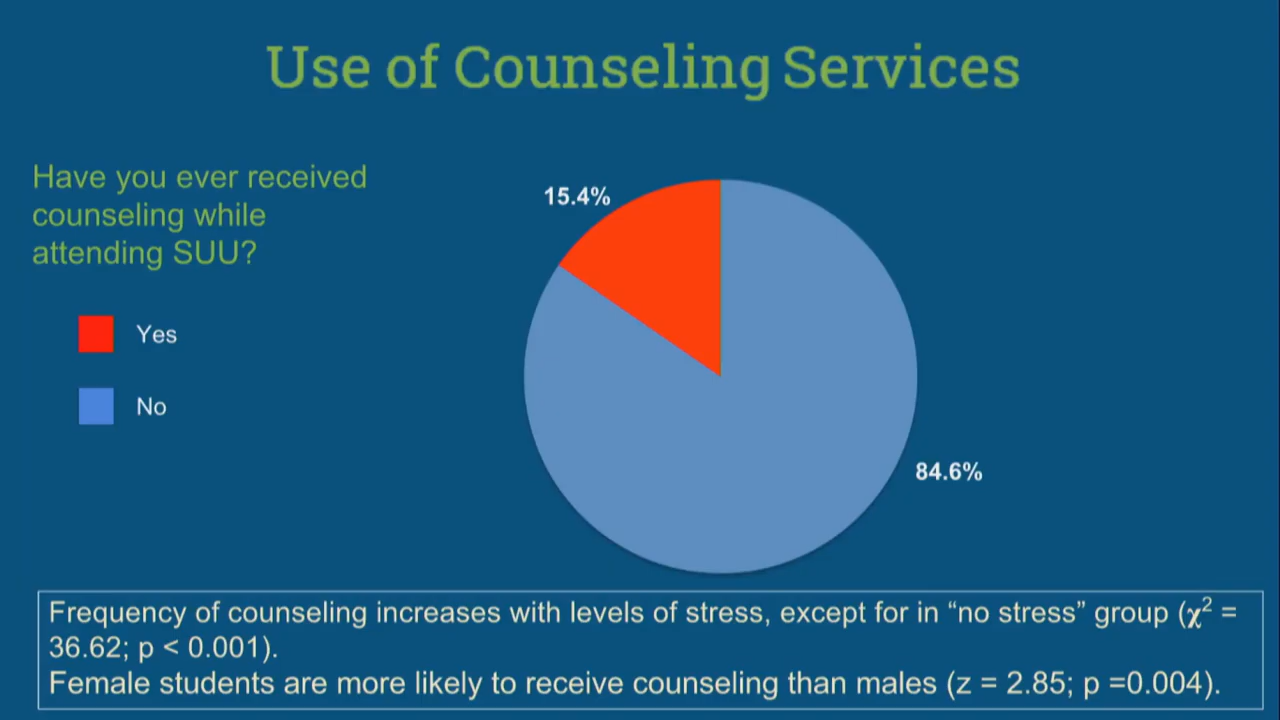 Use of Counseling Services
Have you ever received
counseling while
attending SUU?
Yes
No
15.4%
84.6%
Frequency of counseling increases with levels of stress, except for in “no stress” group (χ² =
36.62; p < 0.001).
Female students are more likely to receive counseling than males (z = 2.85; p =0.004).